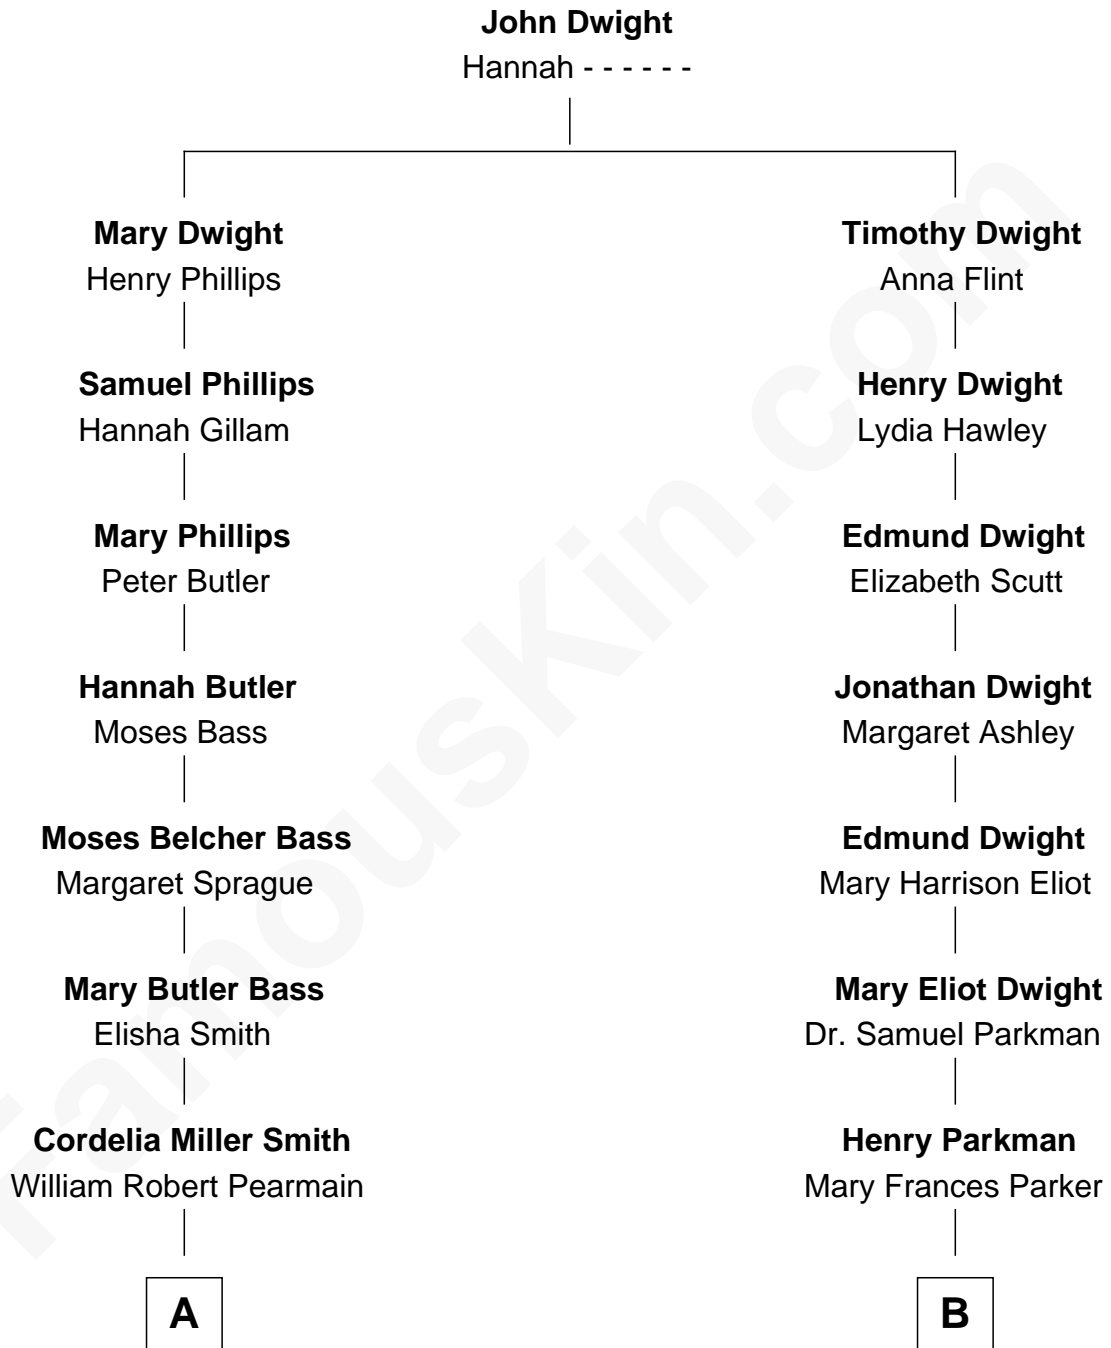 John Dwight
Hannah - - - - - -
Mary Dwight
Henry Phillips
Timothy Dwight
Anna Flint
Samuel Phillips
Hannah Gillam
Henry Dwight
Lydia Hawley
Mary Phillips
Peter Butler
Edmund Dwight
Elizabeth Scutt
Hannah Butler
Moses Bass
Jonathan Dwight
Margaret Ashley
Moses Belcher Bass
Margaret Sprague
Edmund Dwight
Mary Harrison Eliot
Mary Butler Bass
Elisha Smith
Mary Eliot Dwight
Dr. Samuel Parkman
Cordelia Miller Smith
William Robert Pearmain
Henry Parkman
Mary Frances Parker
A
B
FamousKin.com